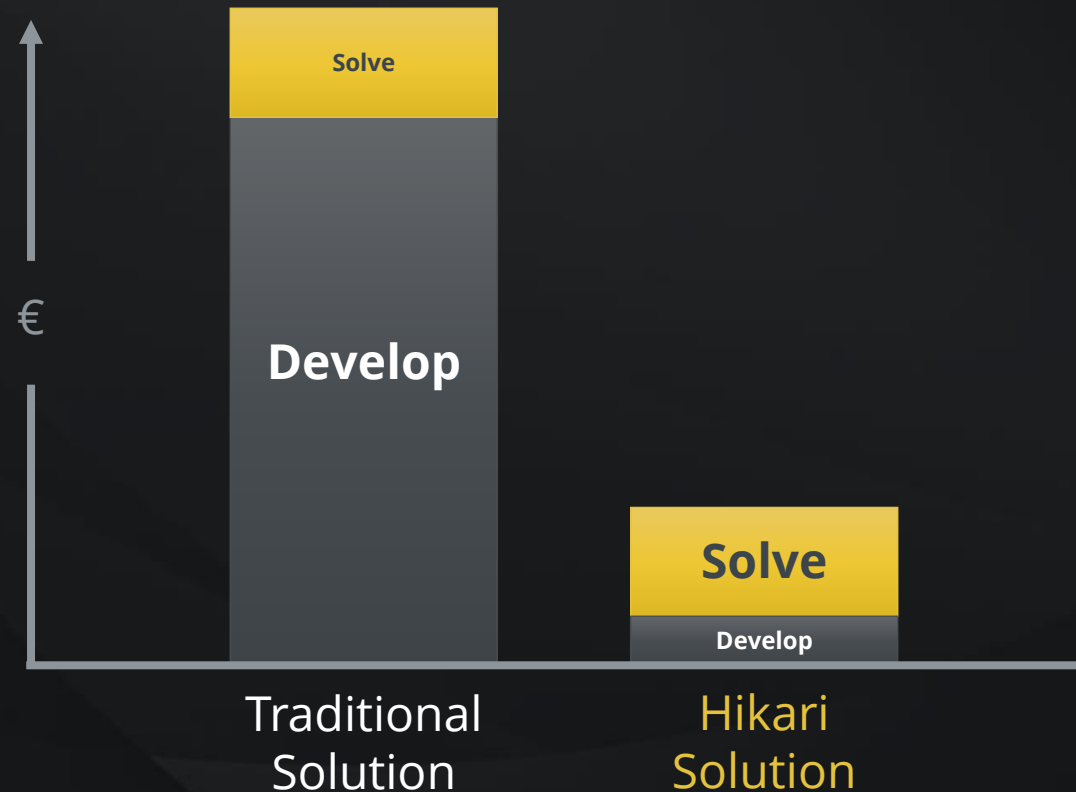 Solve
€
Develop
Solve
Develop
Traditional
Solution
Hikari
Solution